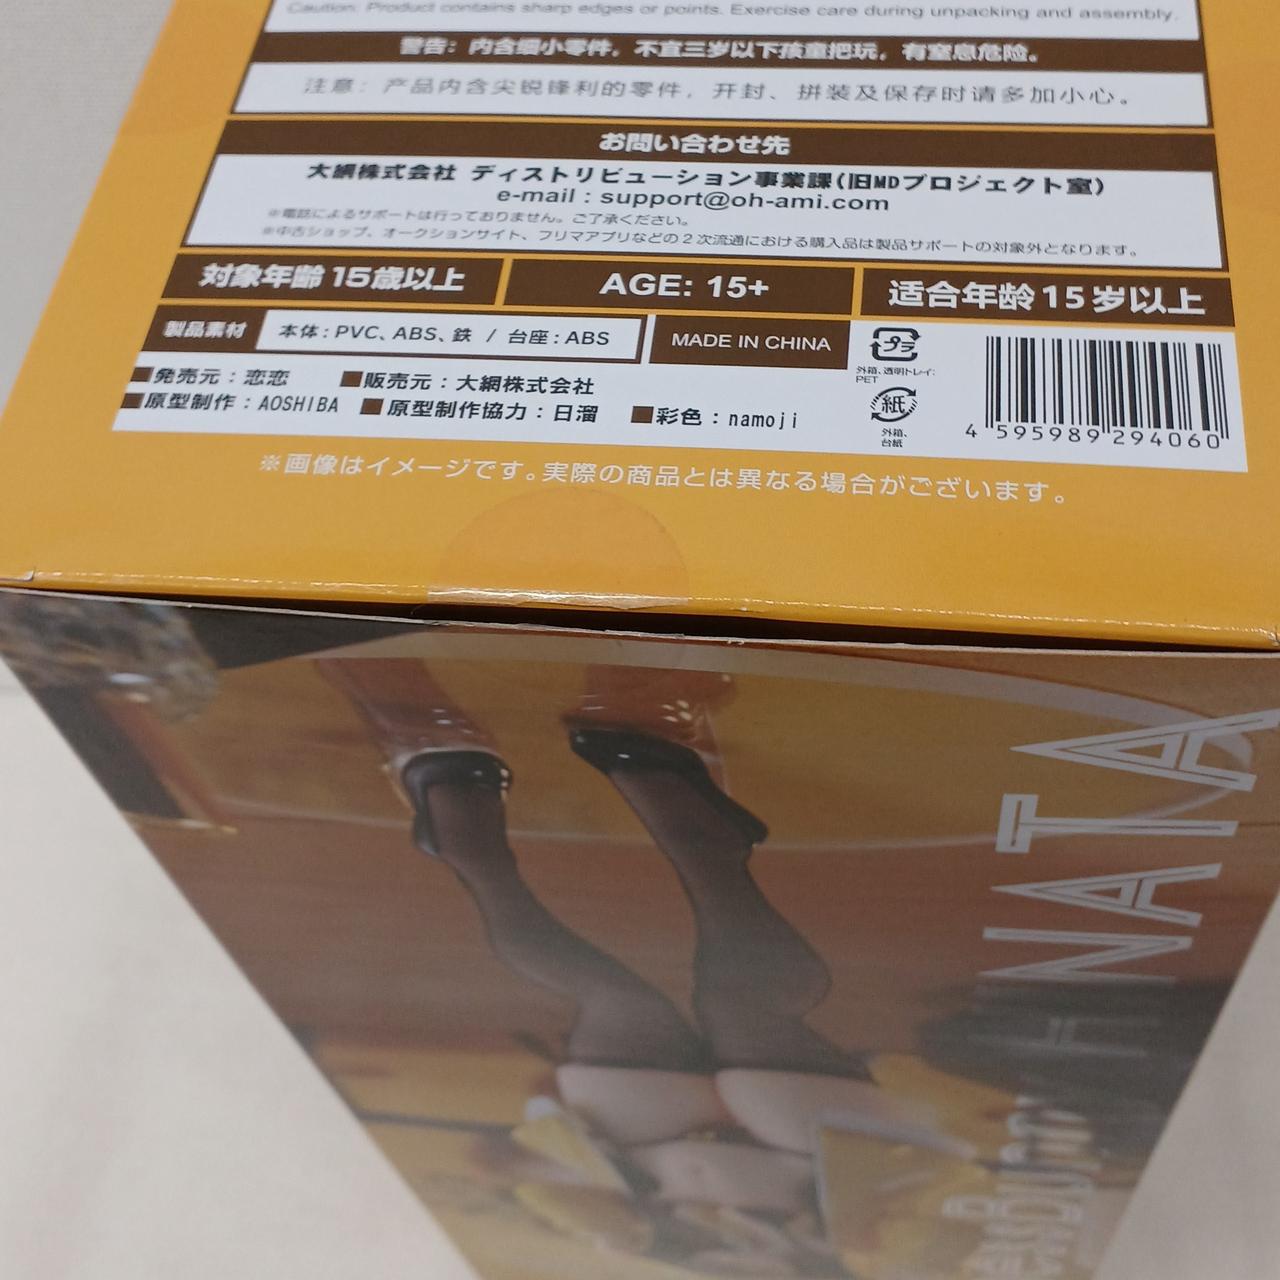 Caution: Product contains sharp edges or points. Exercise care during unpacking and assembly.
警告：内含细小零件，不宜三岁以下孩童把玩，有窒息危险。
注意：产品内含尖锐锋利的零件，开封、拼装及保存时请多加小心。
お問い合わせ先
大網株式会社 ディストリビューション事業課(旧MDプロジェクト室)
e-mail : support@oh-ami.com
※電話によるサポートは行っておりません。ご了承ください。
※中古ショップ、オークションサイト、フリマアプリなどの2次流通における購入品は製品サポートの対象外となります。
対象年齢15歳以上
AGE: 15+
适合年龄15岁以上
製品素材
本体：PVC、ABS、鉄 / 台座：ABS
MADE IN CHINA
プラ
外箱、透明トレイ：
PET
紙
外箱、
台紙
■発売元：恋恋 ■販売元：大網株式会社
■原型制作：AOSHIBA ■原型制作協力：日溜 ■彩色：namoji
4 595989 294060
※画像はイメージです。実際の商品とは異なる場合がございます。
HINATA